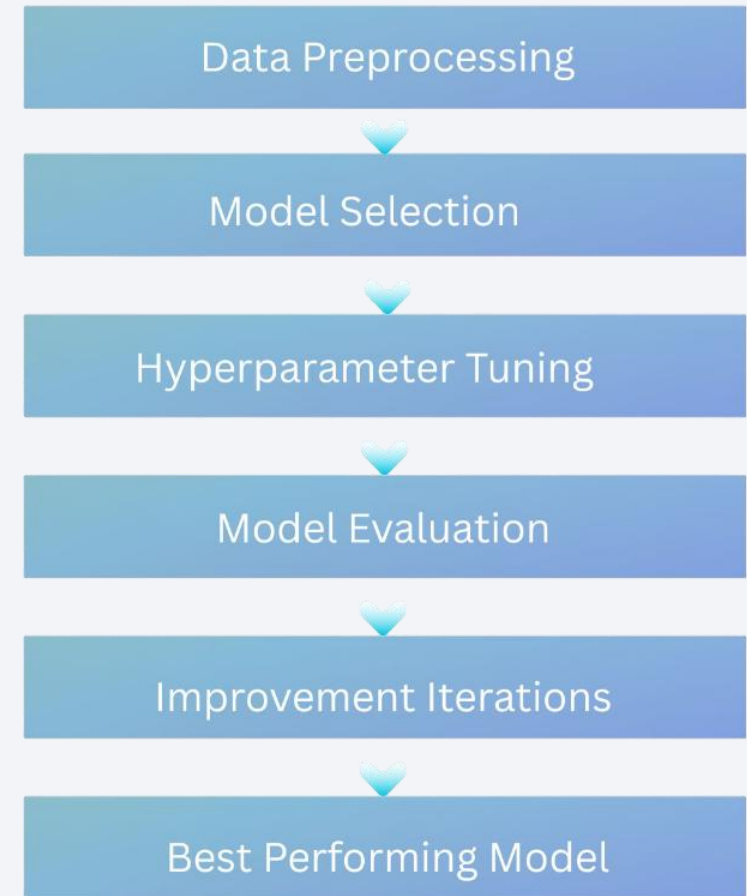 Data Preprocessing
Model Selection
Hyperparameter Tuning
Model Evaluation
Improvement Iterations
Best Performing Model